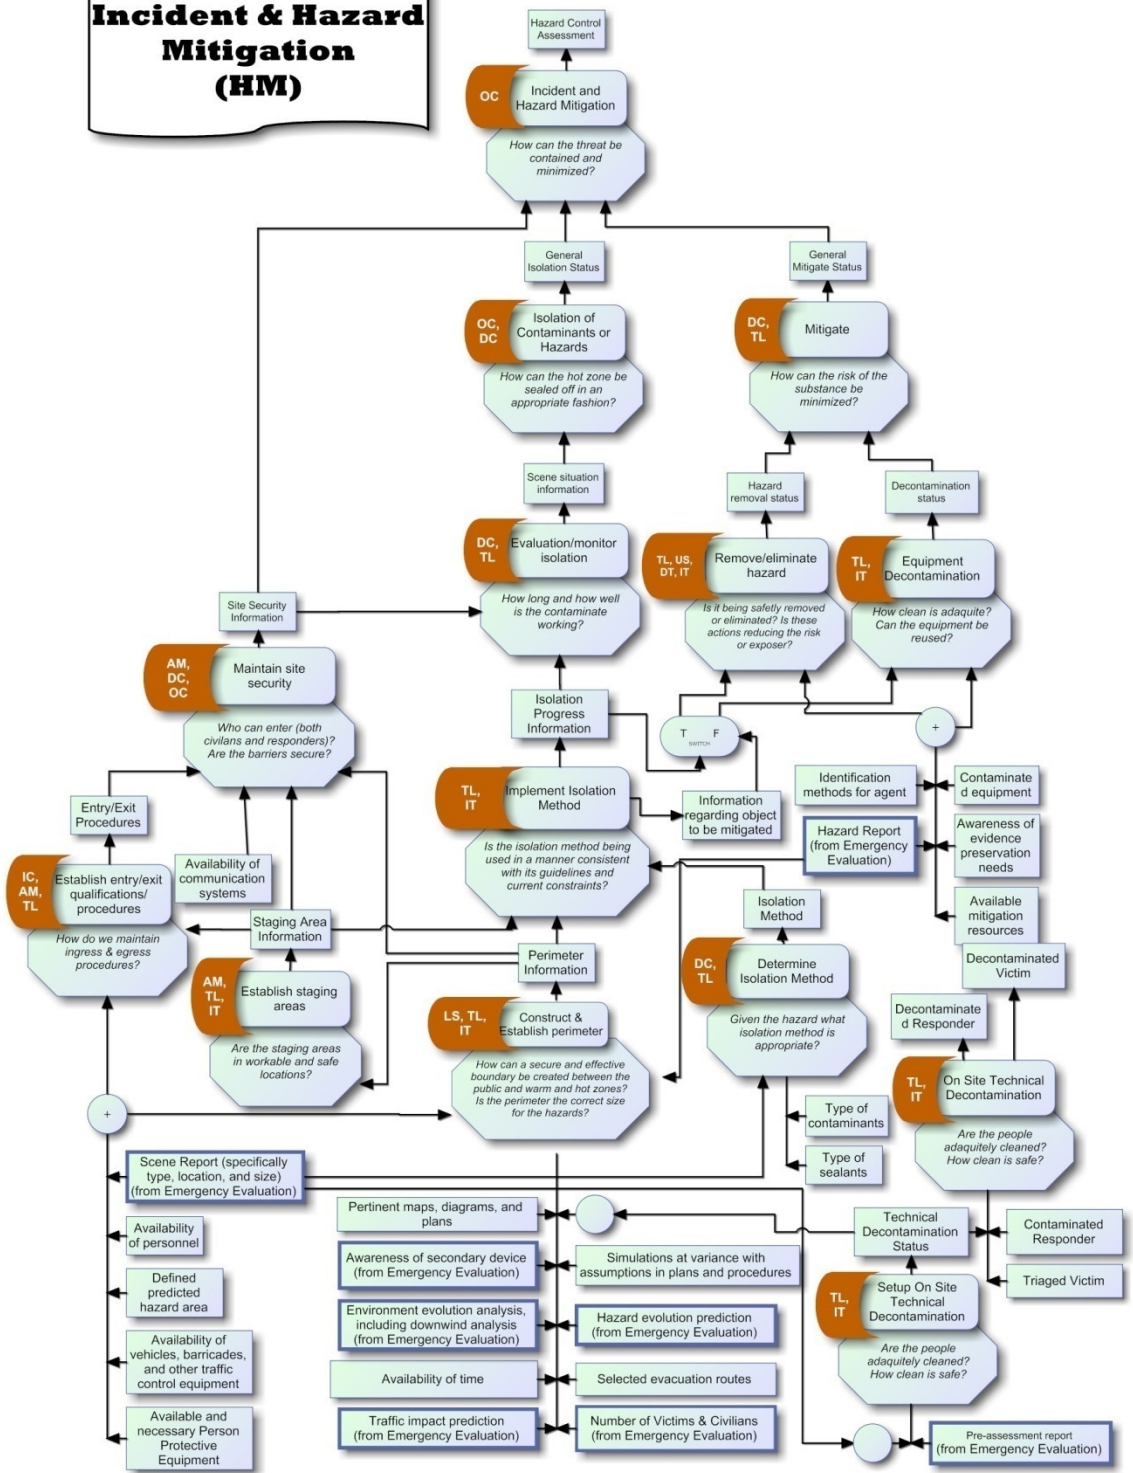 Incident & Hazard
Mitigation
(HM)
Hazard Control
Assessment
OC
Incident and
Hazard Mitigation
How can the threat be
contained and
minimized?
General
Isolation Status
General
Mitigate Status
OC,
DC
Isolation of
Contaminants or
Hazards
How can the hot zone be
sealed off in an
appropriate fashion?
DC,
TL
Mitigate
How can the risk of the
substance be
minimized?
Scene situation
information
Hazard
removal status
Decontamination
status
DC,
TL
Evaluation/monitor
isolation
How long and how well
is the contaminate
working?
TL, US,
DT, IT
Remove/eliminate
hazard
Is it being safetly removed
or eliminated? Is these
actions reducing the risk
or exposer?
TL,
IT
Equipment
Decontamination
How clean is adaquite?
Can the equipment be
reused?
Site Security
Information
AM,
DC,
OC
Maintain site
security
Who can enter (both
civilans and responders)?
Are the barriers secure?
Isolation
Progress
Information
T F
SWITCH
+
TL,
IT
Implement Isolation
Method
Is the isolation method being
used in a manner consistent
with its guidelines and
current constraints?
Information
regarding object
to be mitigated
Identification
methods for agent
Contaminate
d equipment
Hazard Report
(from Emergency
Evaluation)
Awareness of
evidence
preservation
needs
Available
mitigation
resources
Entry/Exit
Procedures
Availability of
communication
systems
IC,
AM,
TL
Establish entry/exit
qualifications/
procedures
How do we maintain
ingress & egress
procedures?
Staging Area
Information
AM,
TL,
IT
Establish staging
areas
Are the staging areas
in workable and safe
locations?
Perimeter
Information
LS, TL,
IT
Construct &
Establish perimeter
How can a secure and effective
boundary be created between the
public and warm and hot zones?
Is the perimeter the correct size
for the hazards?
Isolation
Method
DC,
TL
Determine
Isolation Method
Given the hazard what
isolation method is
appropriate?
Type of
contaminants
Type of
sealants
Decontaminated
Victim
Decontaminate
d Responder
TL,
IT
On Site Technical
Decontamination
Are the people
adaquitely cleaned?
How clean is safe?
+
Scene Report (specifically
type, location, and size)
(from Emergency Evaluation)
Availability
of personnel
Defined
predicted
hazard area
Availability of
vehicles, barricades,
and other traffic
control equipment
Available and
necessary Person
Protective
Equipment
Pertinent maps, diagrams, and
plans
Awareness of secondary device
(from Emergency Evaluation)
Simulations at variance with
assumptions in plans and procedures
Environment evolution analysis,
including downwind analysis
(from Emergency Evaluation)
Hazard evolution prediction
(from Emergency Evaluation)
Availability of time
Selected evacuation routes
Traffic impact prediction
(from Emergency Evaluation)
Number of Victims & Civilians
(from Emergency Evaluation)
Technical
Decontamination
Status
Contaminated
Responder
Triaged Victim
TL,
IT
Setup On Site
Technical
Decontamination
Are the people
adaquitely cleaned?
How clean is safe?
Pre-assessment report
(from Emergency Evaluation)